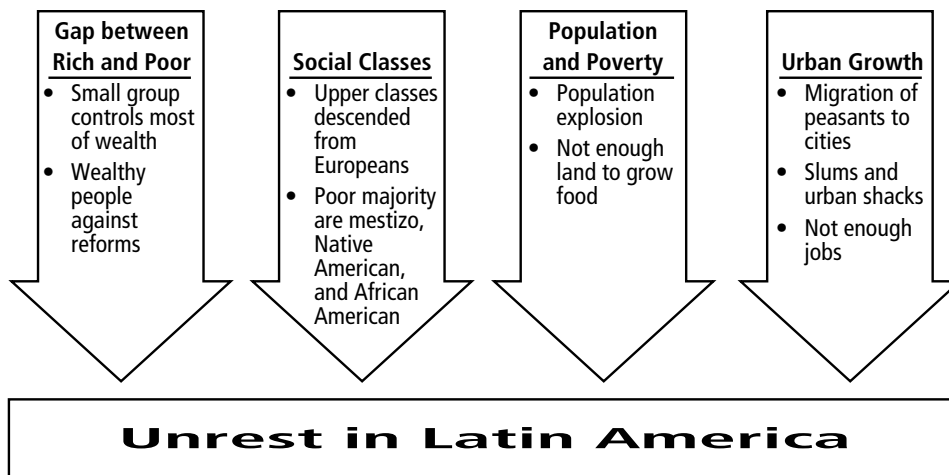 Gap between
Rich and Poor
• Small group
controls most
of wealth
• Wealthy
people
against
reforms
Social Classes
• Upper classes
descended
from
Europeans
• Poor majority
are mestizo,
Native
American,
and African
American
Population
and Poverty
• Population
explosion
• Not enough
land to grow
food
Urban Growth
• Migration of
peasants to
cities
• Slums and
urban shacks
• Not enough
jobs
Unrest in Latin America